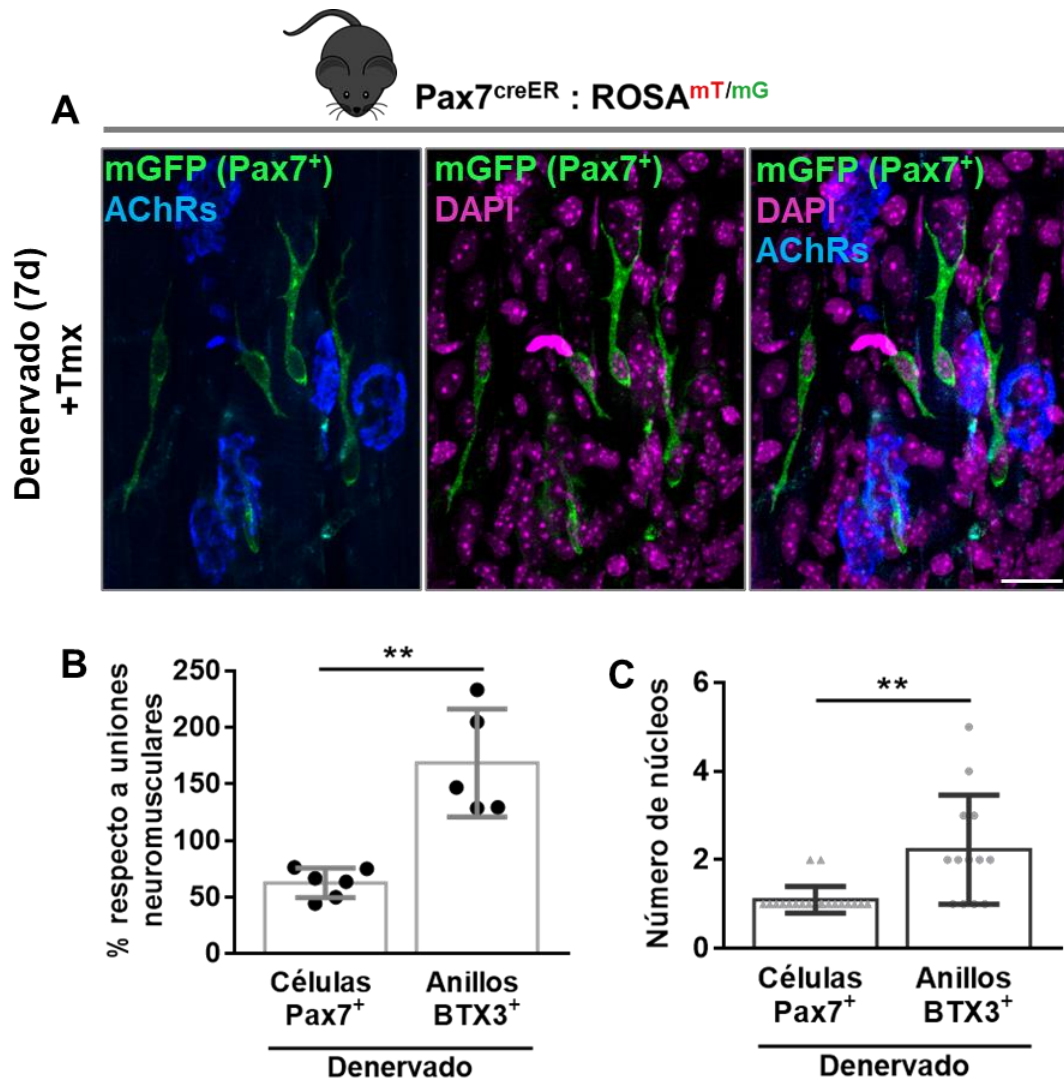 Pax7creER : ROSAmT/mG
A
Denervado (7d)
+Tmx
mGFP (Pax7+)
AChRs
mGFP (Pax7+)
DAPI
mGFP (Pax7+)
DAPI
AChRs
B
% respecto a uniones
neuromusculares
250
200
150
100
50
0
**
Células
Pax7+
Anillos
BTX3+
Denervado
C
Número de núcleos
6
4
2
0
**
Células
Pax7+
Anillos
BTX3+
Denervado